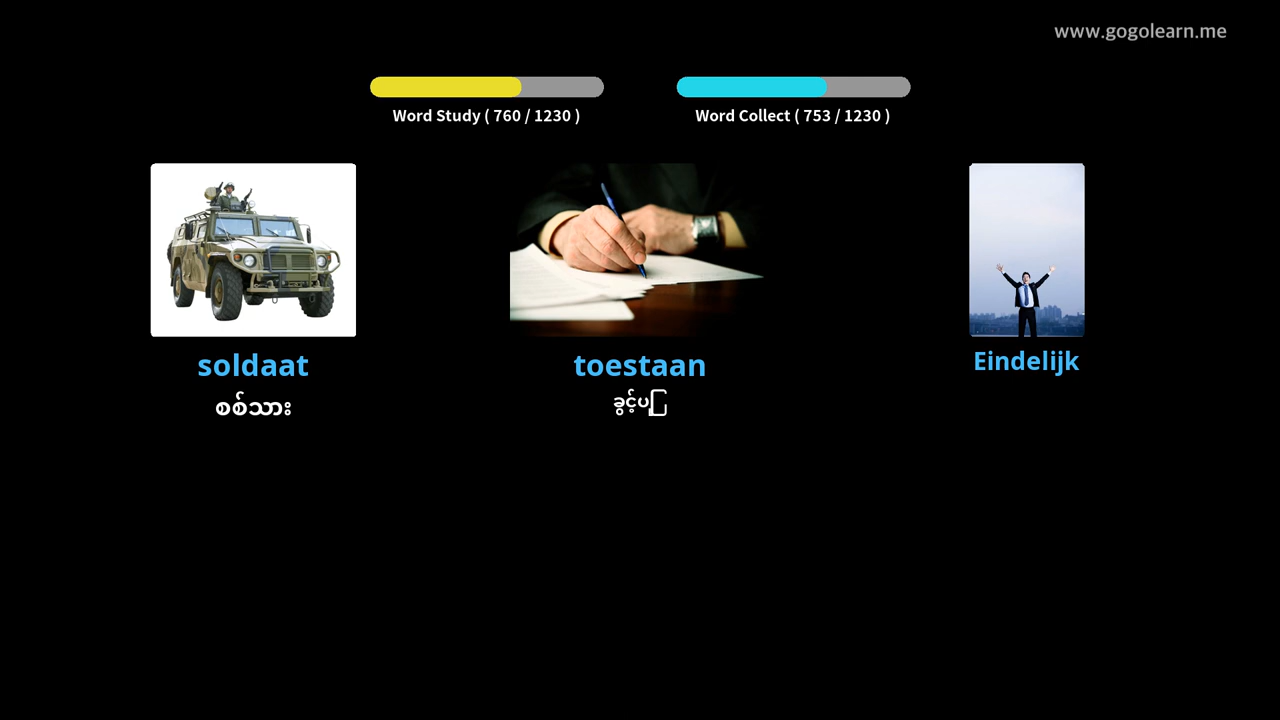 www.gogolearn.me
Word Study ( 760 / 1230 )
Word Collect ( 753 / 1230 )
soldaat
toestaan
Eindelijk
စစ်သား
ခွင့်ပြု